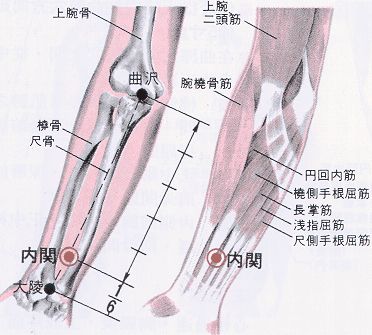 上腕骨
曲沢
橈骨
尺骨
内関
大陵
1/6
上腕
二頭筋
腕橈骨筋
円回内筋
橈側手根屈筋
長掌筋
浅指屈筋
尺側手根屈筋
内関